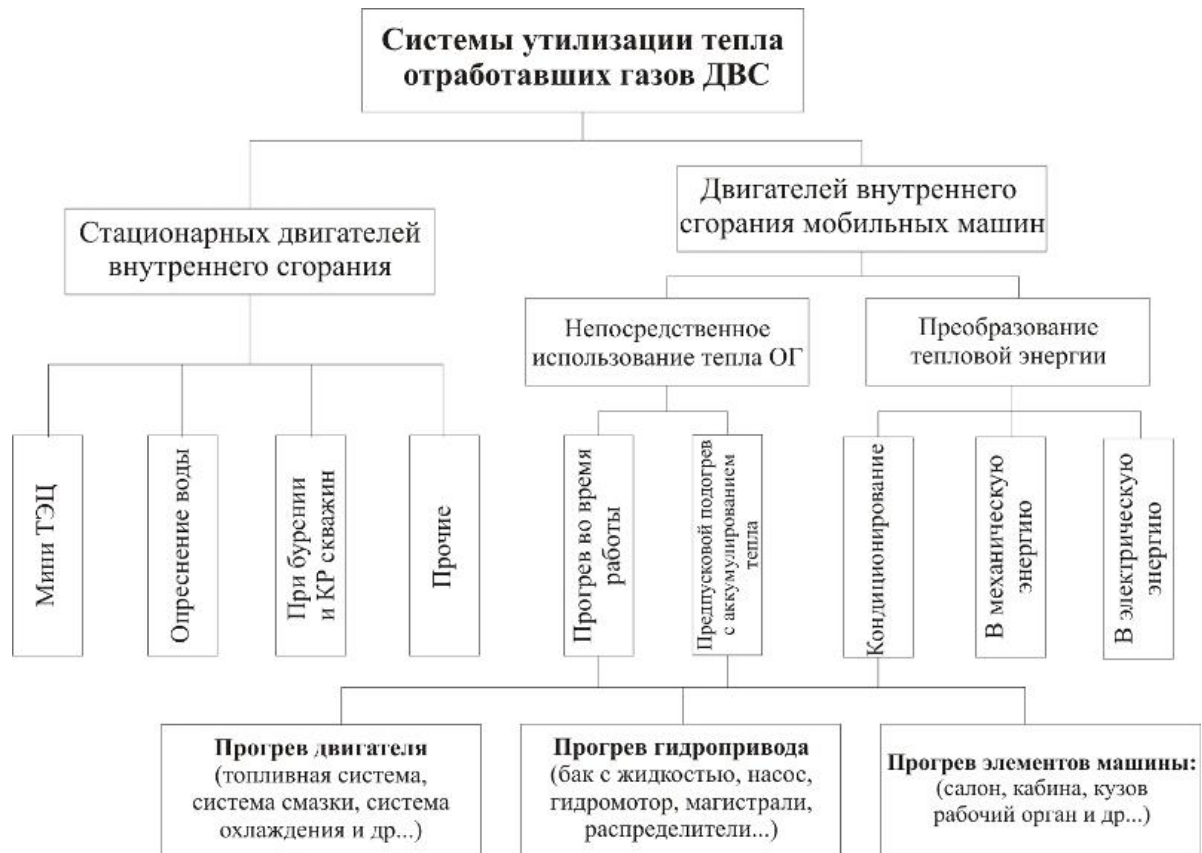 Системы утилизации тепла
отработавших газов ДВС
Стационарных двигателей
внутреннего сгорания
Двигателей внутреннего
сгорания мобильных машин
Непосредственное
использование тепла ОГ
Преобразование
тепловой энергии
Мини ТЭЦ
Опреснение воды
При бурении
и КР скважин
Прочие
Прогрев во время
работы
Предпусковой подогрев
с аккумулированием
тепла
Кондиционирование
В механическую
энергию
В электрическую
энергию
Прогрев двигателя
(топливная система,
система смазки, система
охлаждения и др...)
Прогрев гидропривода
(бак с жидкостью, насос,
гидромотор, магистрали,
распределители...)
Прогрев элементов машины:
(салон, кабина, кузов
рабочий орган и др...)